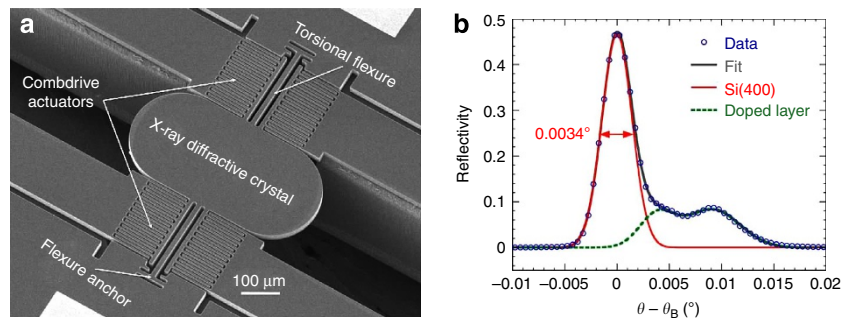 a
Torsional flexure
Combdrive
actuators
X-ray diffractive crystal
Flexure anchor
100 μm
b
Reflectivity
0.5
0.4
0.3
0.2
0.1
0
–0.01
–0.005
0
0.005
0.01
0.015
0.02
θ – θB (°)
Data
Fit
Si(400)
Doped layer
0.0034°